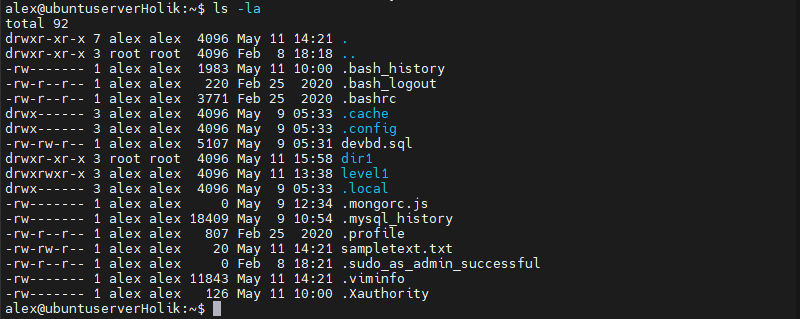 alex@ubuntuserverHolik:~$ ls -la
total 92
drwxr-xr-x 7 alex alex  4096 May 11 14:21 .
drwxr-xr-x 3 root root  4096 Feb  8 18:18 ..
-rw------- 1 alex alex  1983 May 11 10:00 .bash_history
-rw-r--r-- 1 alex alex   220 Feb 25  2020 .bash_logout
-rw-r--r-- 1 alex alex  3771 Feb 25  2020 .bashrc
drwx------ 3 alex alex  4096 May  9 05:33 .cache
drwx------ 3 alex alex  4096 May  9 05:33 .config
-rw-rw-r-- 1 alex alex  5107 May  9 05:31 devbd.sql
drwxr-xr-x 3 root root  4096 May 11 15:58 dir1
drwxrwxr-x 3 alex alex  4096 May 11 13:38 level1
drwx------ 3 alex alex  4096 May  9 05:33 .local
-rw------- 1 alex alex     0 May  9 12:34 .mongorc.js
-rw------- 1 alex alex 18409 May  9 10:54 .mysql_history
-rw-r--r-- 1 alex alex   807 Feb 25  2020 .profile
-rw-rw-r-- 1 alex alex    20 May 11 14:21 sampletext.txt
-rw-r--r-- 1 alex alex     0 Feb  8 18:21 .sudo_as_admin_successful
-rw------- 1 alex alex 11843 May 11 14:21 .viminfo
-rw------- 1 alex alex   126 May 11 10:00 .Xauthority
alex@ubuntuserverHolik:~$